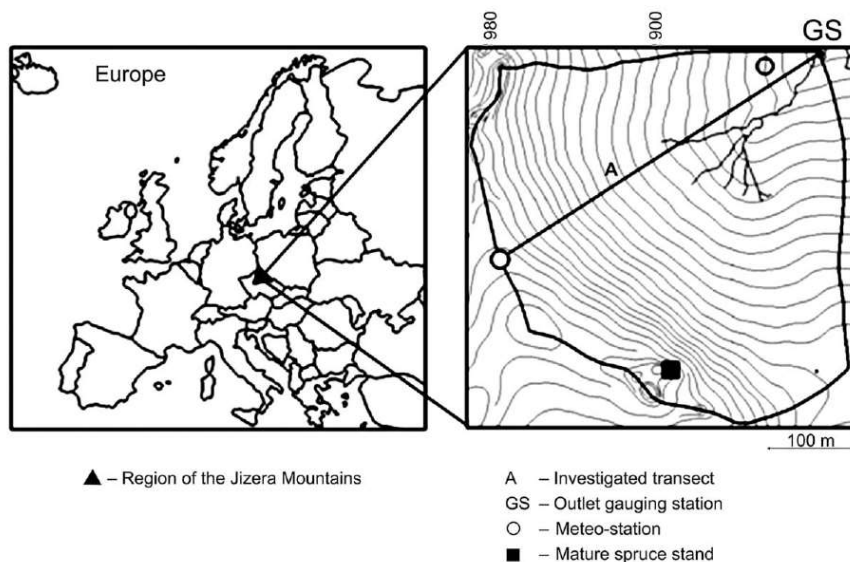 980
900
GS
Europe
A
100 m
▲ – Region of the Jizera Mountains
A – Investigated transect
GS – Outlet gauging station
○ – Meteo-station
■ – Mature spruce stand